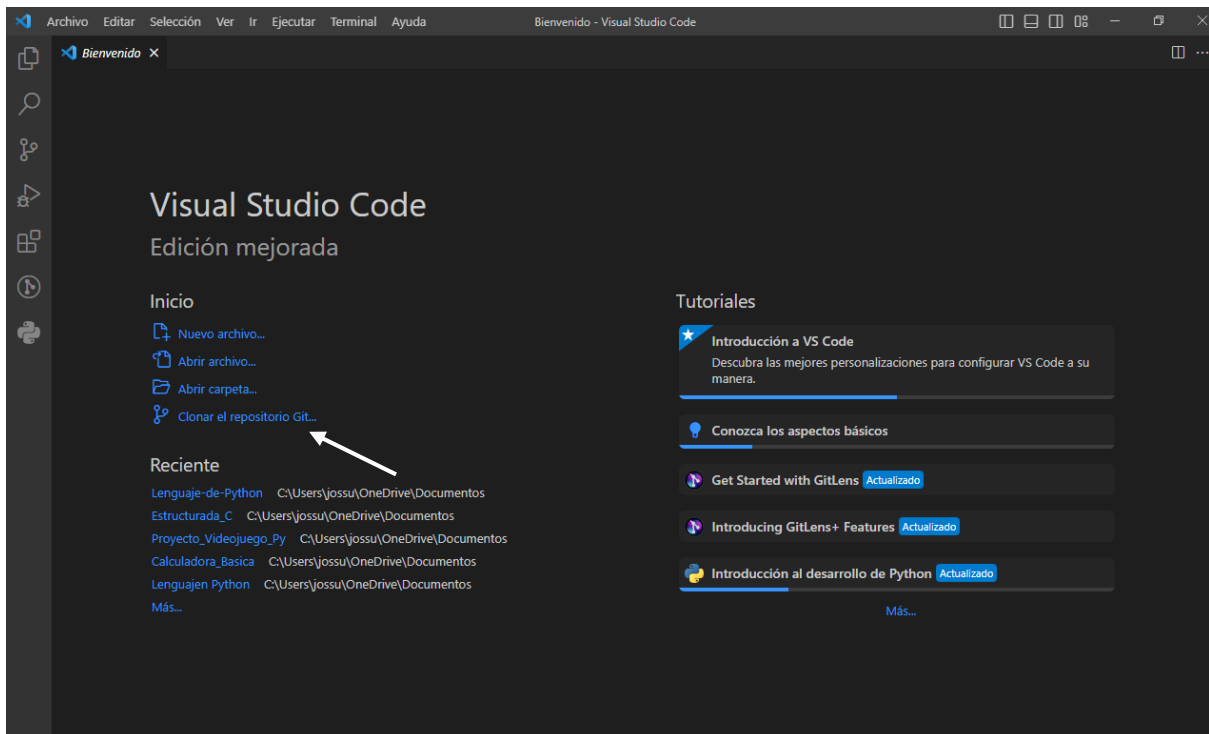 Archivo Editar Selección Ver Ir Ejecutar Terminal Ayuda Bienvenido - Visual Studio Code
Bienvenido
Visual Studio Code
Edición mejorada
Inicio
Nuevo archivo...
Abrir archivo...
Abrir carpeta...
Clonar el repositorio Git...
Reciente
Lenguaje-de-Python C:\Users\jossu\OneDrive\Documentos
Estructurada_C C:\Users\jossu\OneDrive\Documentos
Proyecto_Videojuego_Py C:\Users\jossu\OneDrive\Documentos
Calculadora_Basica C:\Users\jossu\OneDrive\Documentos
Lenguajen Python C:\Users\jossu\OneDrive\Documentos
Más...
Tutoriales
Introducción a VS Code
Descubra las mejores personalizaciones para configurar VS Code a su
manera.
Conozca los aspectos básicos
Get Started with GitLens Actualizado
Introducing GitLens+ Features Actualizado
Introducción al desarrollo de Python Actualizado
Más...